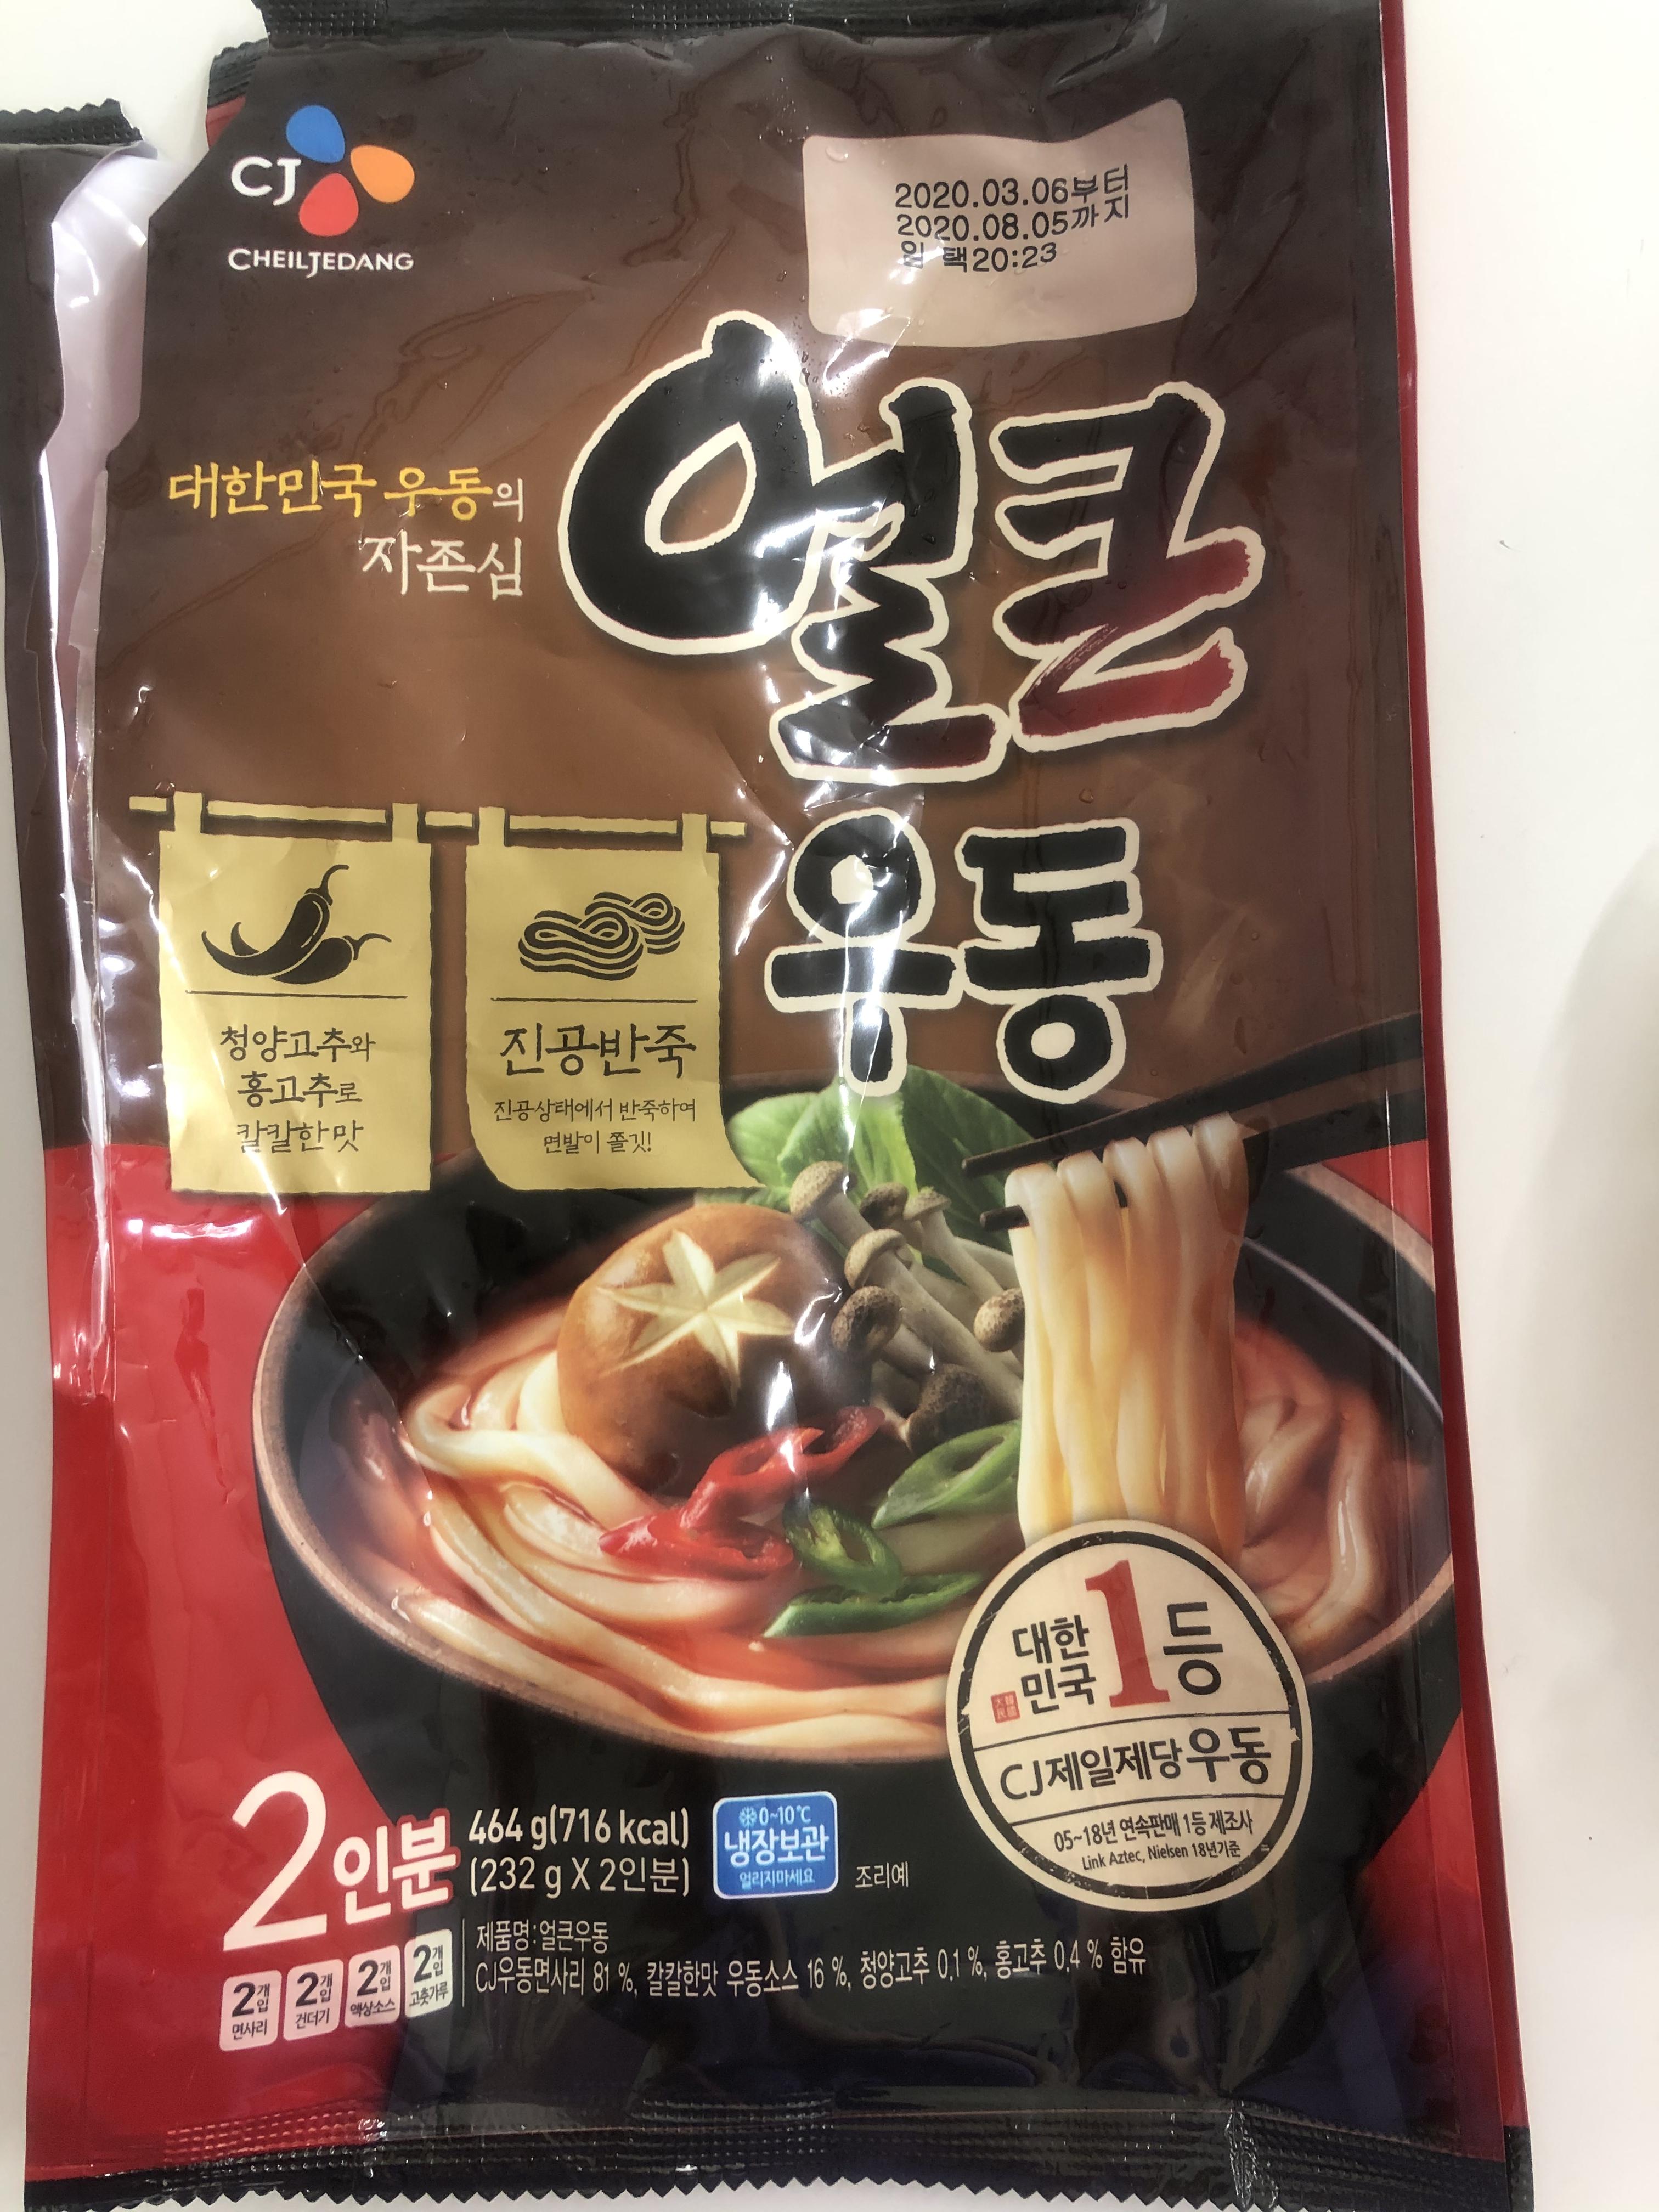 CJ
CHEILJEDANG
2020.03.06부터
2020.08.05까지
일 택20:23
대한민국 우동의
자존심
얼큰
우동
청양고추와
홍고추로
칼칼한 맛
진공반죽
진공상태에서 반죽하여
면발이 쫄깃!
대한
민국
1등
大韓
民國
CJ제일제당 우동
05~18년 연속판매 1등 제조사
Link Aztec, Nielsen 18년기준
2인분
464 g(716 kcal)
(232 g X 2인분)
0~10℃
냉장보관
얼리지마세요
조리예
2개입
면사리
2개입
건더기
2개입
액상소스
2개입
고춧가루
제품명:얼큰우동
CJ우동면사리 81 %, 칼칼한맛 우동소스 16 %, 청양고추 0.1 %, 홍고추 0.4 % 함유